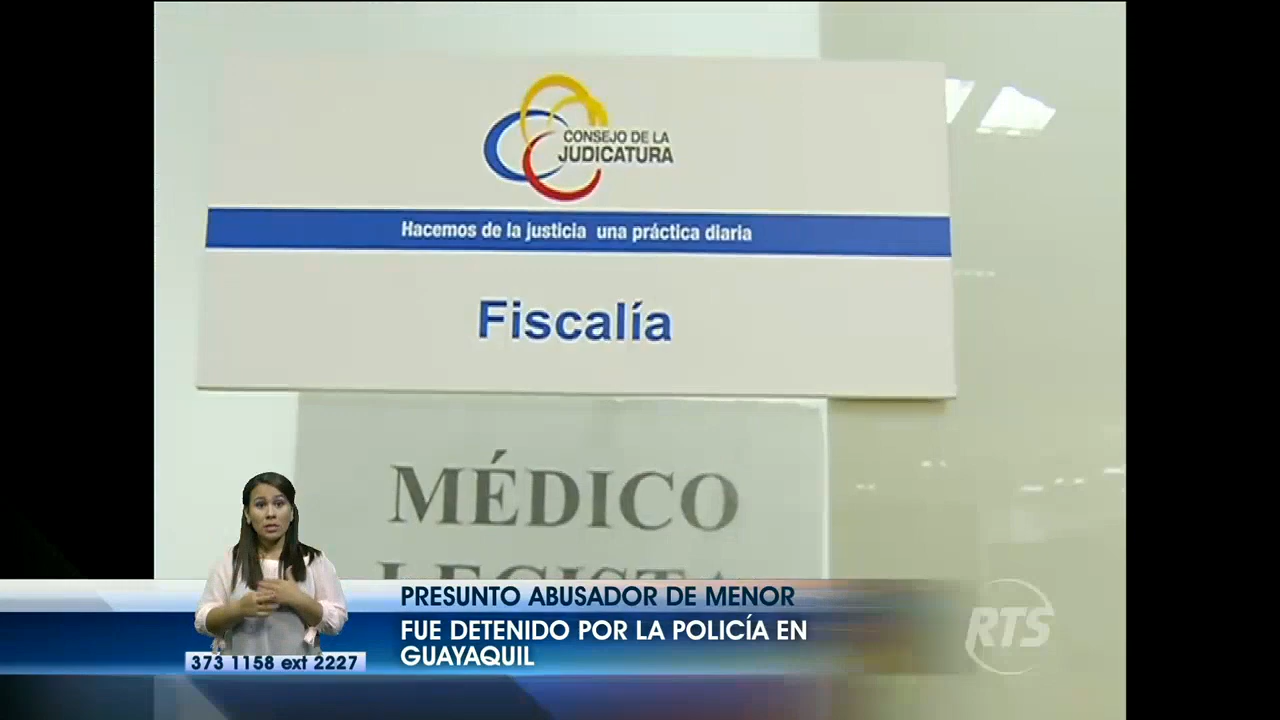 CONSEJO DE LA
JUDICATURA
Hacemos de la justicia una práctica diaria
Fiscalía
MÉDICO
LEGISTA
PRESUNTO ABUSADOR DE MENOR
FUE DETENIDO POR LA POLICÍA EN
GUAYAQUIL
373 1158 ext 2227
RTS